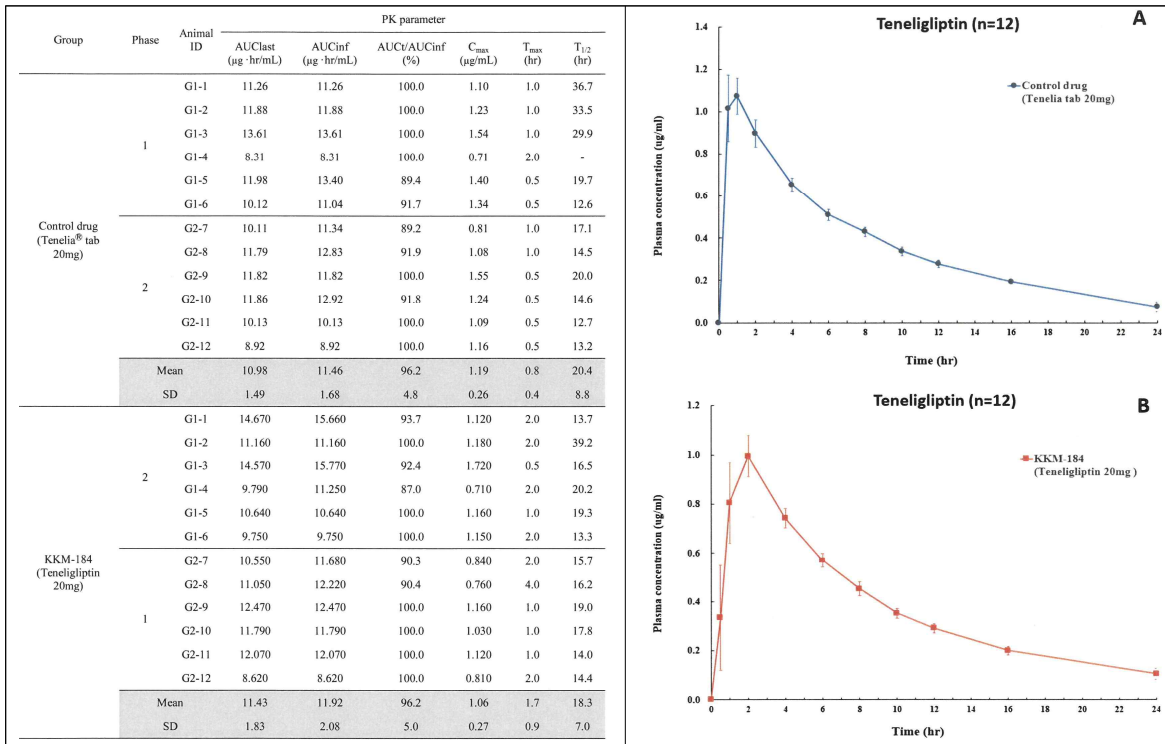 PK parameter
Group Phase Animal ID AUClast (μg ·hr/mL) AUCinf (μg ·hr/mL) AUCt/AUCinf (%) Cmax (μg/mL) Tmax (hr) T1/2 (hr)
Control drug (Tenelia® tab 20mg)
1
G1-1 11.26 11.26 100.0 1.10 1.0 36.7
G1-2 11.88 11.88 100.0 1.23 1.0 33.5
G1-3 13.61 13.61 100.0 1.54 1.0 29.9
G1-4 8.31 8.31 100.0 0.71 2.0 -
G1-5 11.98 13.40 89.4 1.40 0.5 19.7
G1-6 10.12 11.04 91.7 1.34 0.5 12.6
2
G2-7 10.11 11.34 89.2 0.81 1.0 17.1
G2-8 11.79 12.83 91.9 1.08 1.0 14.5
G2-9 11.82 11.82 100.0 1.55 0.5 20.0
G2-10 11.86 12.92 91.8 1.24 0.5 14.6
G2-11 10.13 10.13 100.0 1.09 0.5 12.7
G2-12 8.92 8.92 100.0 1.16 0.5 13.2
Mean 10.98 11.46 96.2 1.19 0.8 20.4
SD 1.49 1.68 4.8 0.26 0.4 8.8
KKM-184 (Teneligliptin 20mg)
2
G1-1 14.670 15.660 93.7 1.120 2.0 13.7
G1-2 11.160 11.160 100.0 1.180 2.0 39.2
G1-3 14.570 15.770 92.4 1.720 0.5 16.5
G1-4 9.790 11.250 87.0 0.710 2.0 20.2
G1-5 10.640 10.640 100.0 1.160 1.0 19.3
G1-6 9.750 9.750 100.0 1.150 2.0 13.3
1
G2-7 10.550 11.680 90.3 0.840 2.0 15.7
G2-8 11.050 12.220 90.4 0.760 4.0 16.2
G2-9 12.470 12.470 100.0 1.160 1.0 19.0
G2-10 11.790 11.790 100.0 1.030 1.0 17.8
G2-11 12.070 12.070 100.0 1.120 1.0 14.0
G2-12 8.620 8.620 100.0 0.810 2.0 14.4
Mean 11.43 11.92 96.2 1.06 1.7 18.3
SD 1.83 2.08 5.0 0.27 0.9 7.0
Teneligliptin (n=12)
A
Control drug
(Tenelia tab 20mg)
Plasma concentration (ug/ml)
1.4
1.2
1.0
0.8
0.6
0.4
0.2
0.0
0 2 4 6 8 10 12 14 16 18 20 22 24
Time (hr)
Teneligliptin (n=12)
B
KKM-184
(Teneligliptin 20mg )
Plasma concentration (ug/ml)
1.2
1.0
0.8
0.6
0.4
0.2
0.0
0 2 4 6 8 10 12 14 16 18 20 22 24
Time (hr)